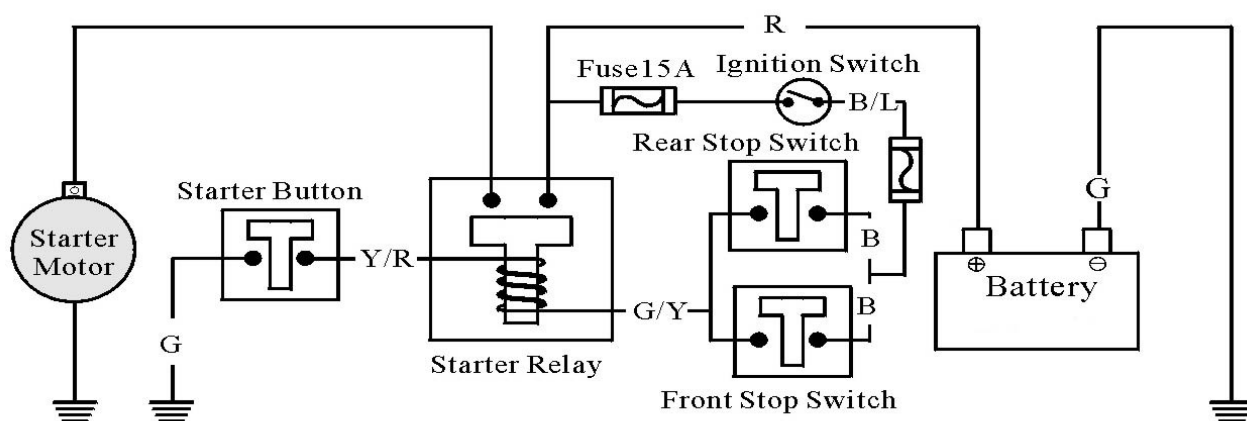 R
Fuse15A
Ignition Switch
B/L
Rear Stop Switch
Starter Button
G
Starter
Motor
Y/R
B
⊕
⊖
Battery
G/Y
B
G
Starter Relay
Front Stop Switch